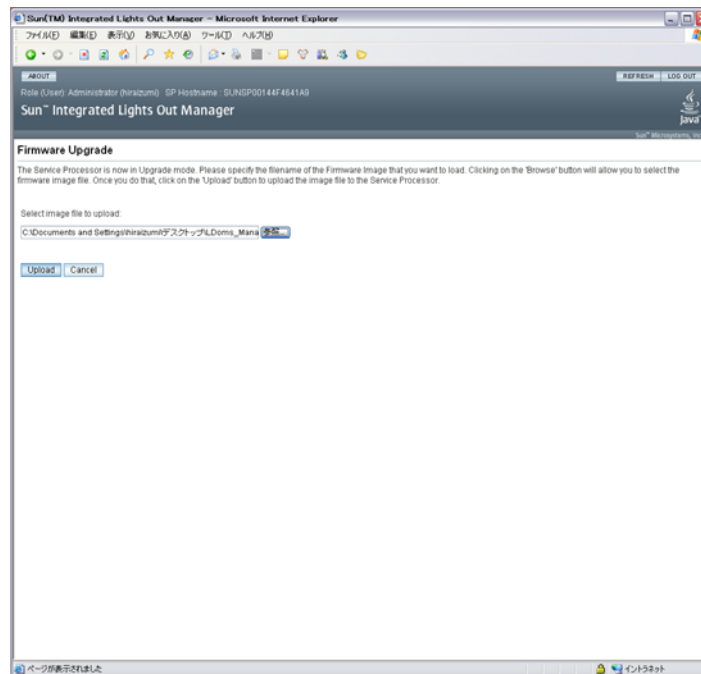 Sun(TM) Integrated Lights Out Manager - Microsoft Internet Explorer
ファイル(F) 編集(E) 表示(V) お気に入り(A) ツール(T) ヘルプ(H)
ABOUT REFRESH LOG OUT
Role (User): Administrator (hiraizumi) SP Hostname : SUNSP00144F4641A9
Sun™ Integrated Lights Out Manager
Java
Sun™ Microsystems, Inc
Firmware Upgrade
The Service Processor is now in Upgrade mode. Please specify the filename of the Firmware Image that you want to load. Clicking on the 'Browse' button will allow you to select the
firmware image file. Once you do that, click on the 'Upload' button to upload the image file to the Service Processor.
Select image file to upload:
C:\Documents and Settings\hiraizumi\デスクトップ\LDoms_Mana 参照...
Upload Cancel
ページが表示されました イントラネット